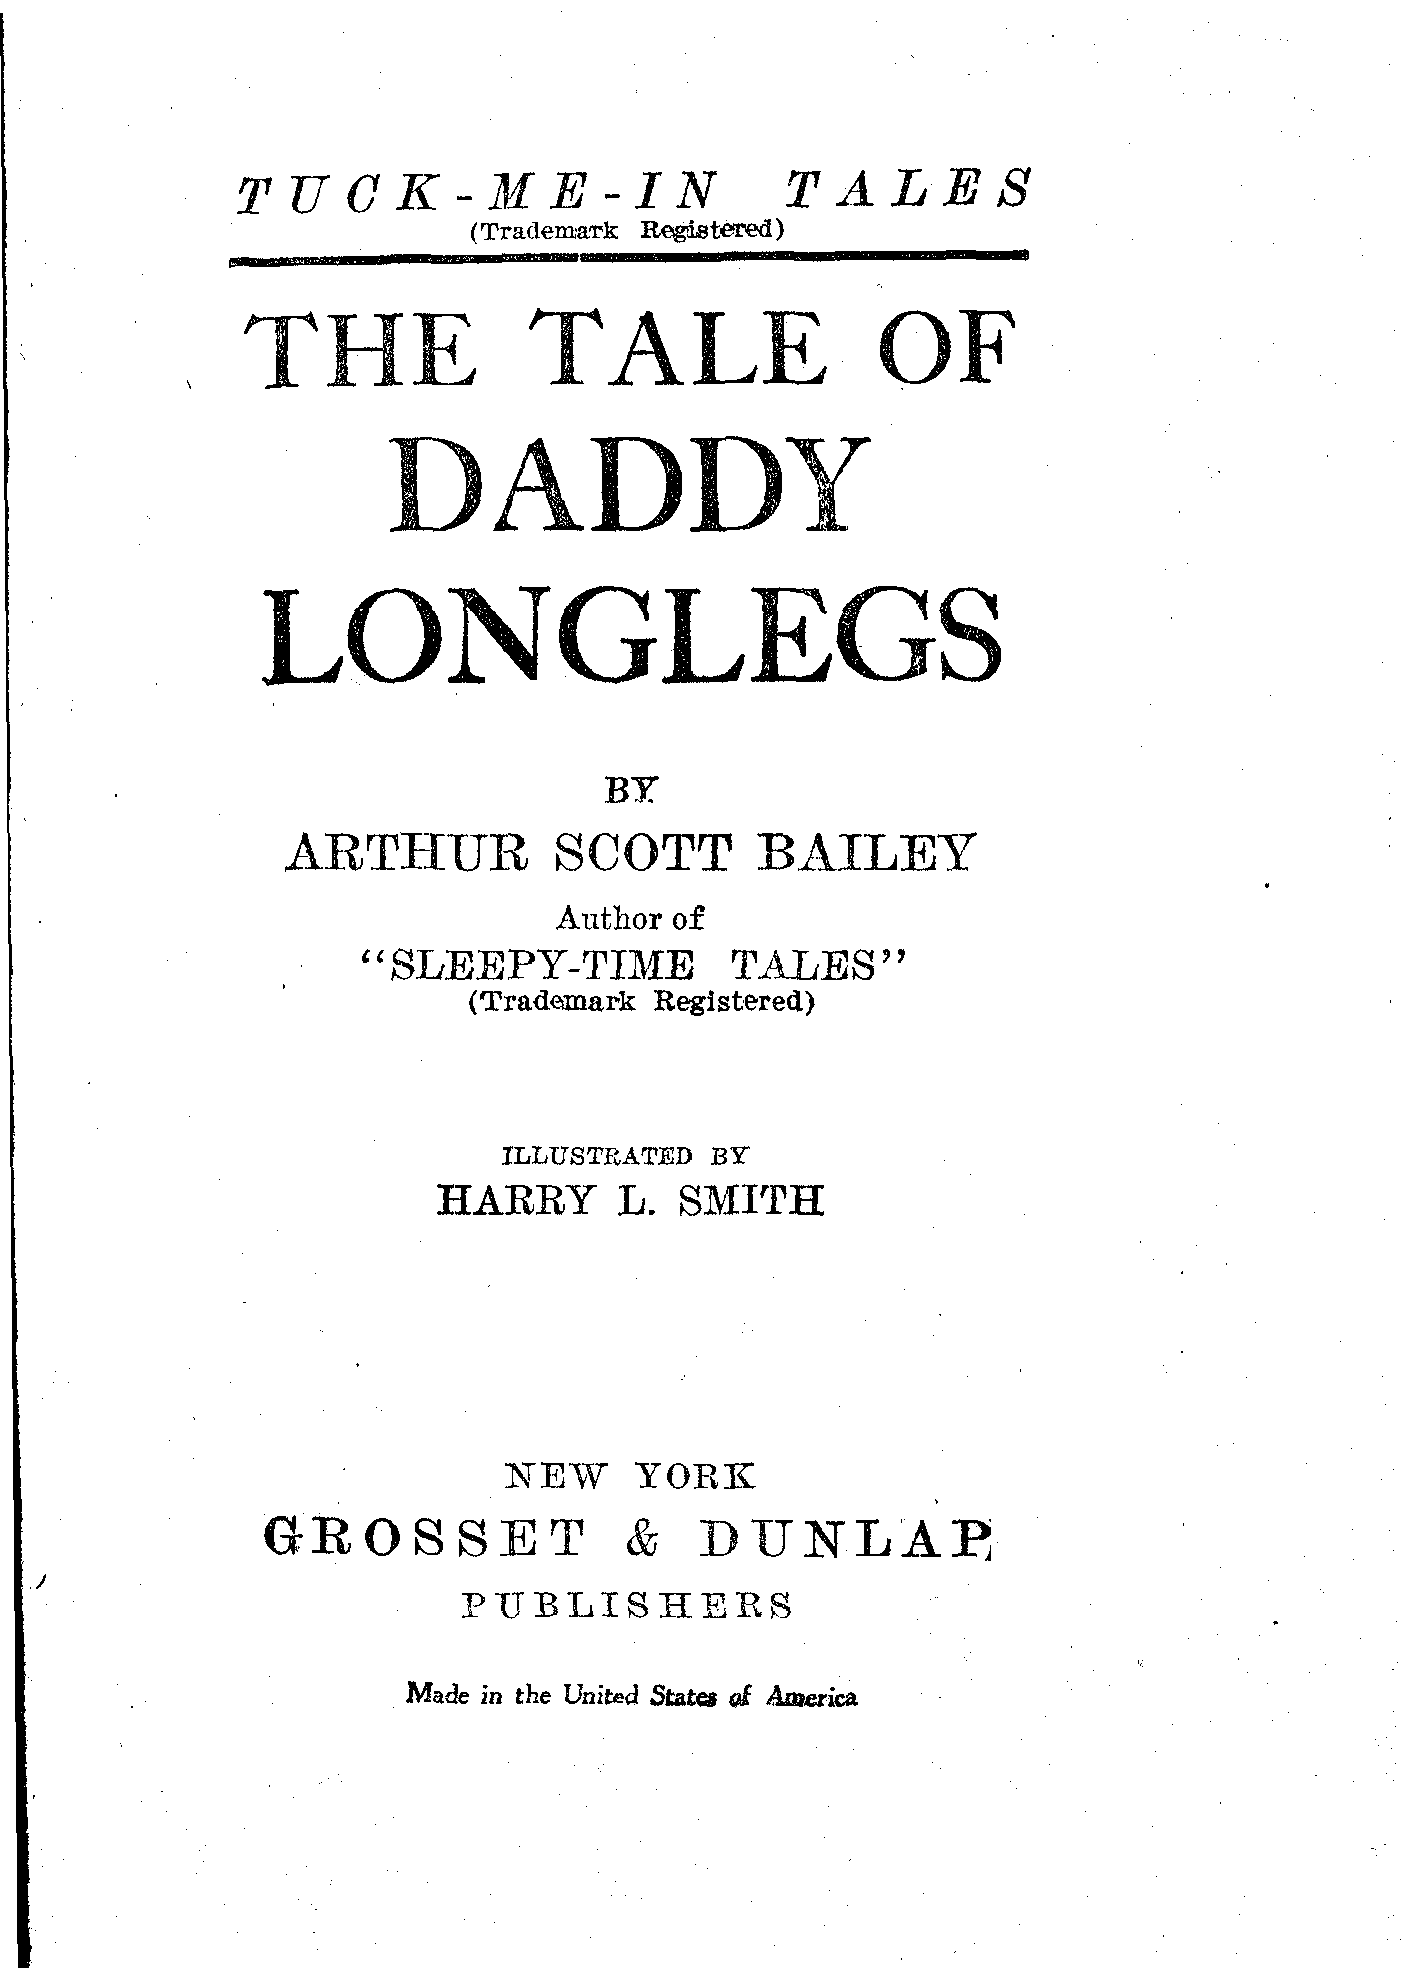 TUCK-ME-IN TALES
(Trademark Registered)
THE TALE OF
DADDY
LONGLEGS
BY
ARTHUR SCOTT BAILEY
Author of
"SLEEPY-TIME TALES"
(Trademark Registered)
ILLUSTRATED BY
HARRY L. SMITH
NEW YORK
GROSSET & DUNLAP
PUBLISHERS
Made in the United States of America